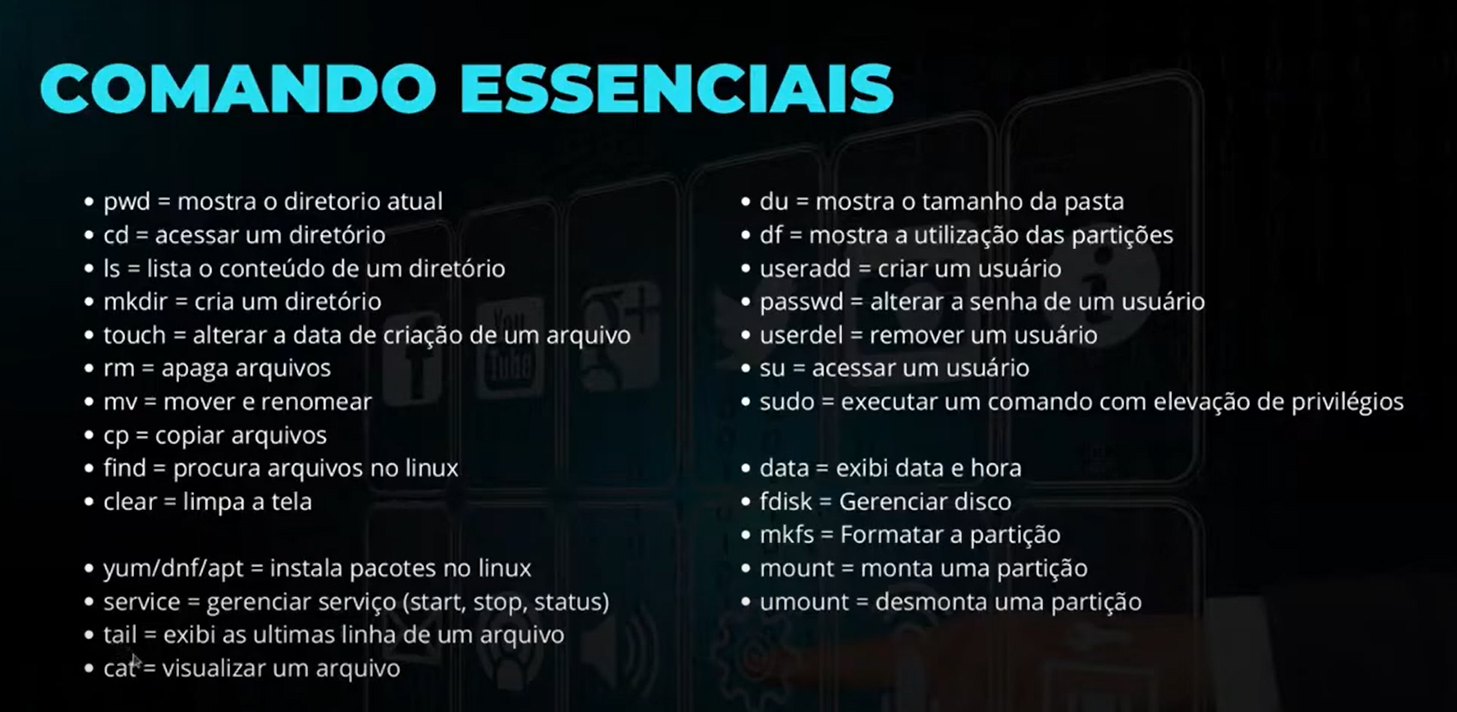 COMANDO ESSENCIAIS
• pwd = mostra o diretorio atual
• cd = acessar um diretório
• ls = lista o conteúdo de um diretório
• mkdir = cria um diretório
• touch = alterar a data de criação de um arquivo
• rm = apaga arquivos
• mv = mover e renomear
• cp = copiar arquivos
• find = procura arquivos no linux
• clear = limpa a tela
• yum/dnf/apt = instala pacotes no linux
• service = gerenciar serviço (start, stop, status)
• tail = exibi as ultimas linha de um arquivo
• cat = visualizar um arquivo
• du = mostra o tamanho da pasta
• df = mostra a utilização das partições
• useradd = criar um usuário
• passwd = alterar a senha de um usuário
• userdel = remover um usuário
• su = acessar um usuário
• sudo = executar um comando com elevação de privilégios
• data = exibi data e hora
• fdisk = Gerenciar disco
• mkfs = Formatar a partição
• mount = monta uma partição
• umount = desmonta uma partição
You
Tube